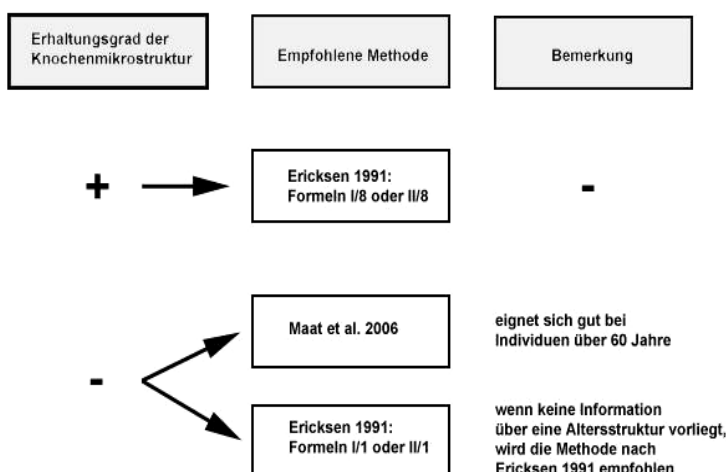 Erhaltungsgrad der
Knochenmikrostruktur
Empfohlene Methode
Bemerkung
+
Ericksen 1991:
Formeln I/8 oder II/8
-
-
Maat et al. 2006
eignet sich gut bei
Individuen über 60 Jahre
Ericksen 1991:
Formeln I/1 oder II/1
wenn keine Information
über eine Altersstruktur vorliegt,
wird die Methode nach
Ericksen 1991 empfohlen